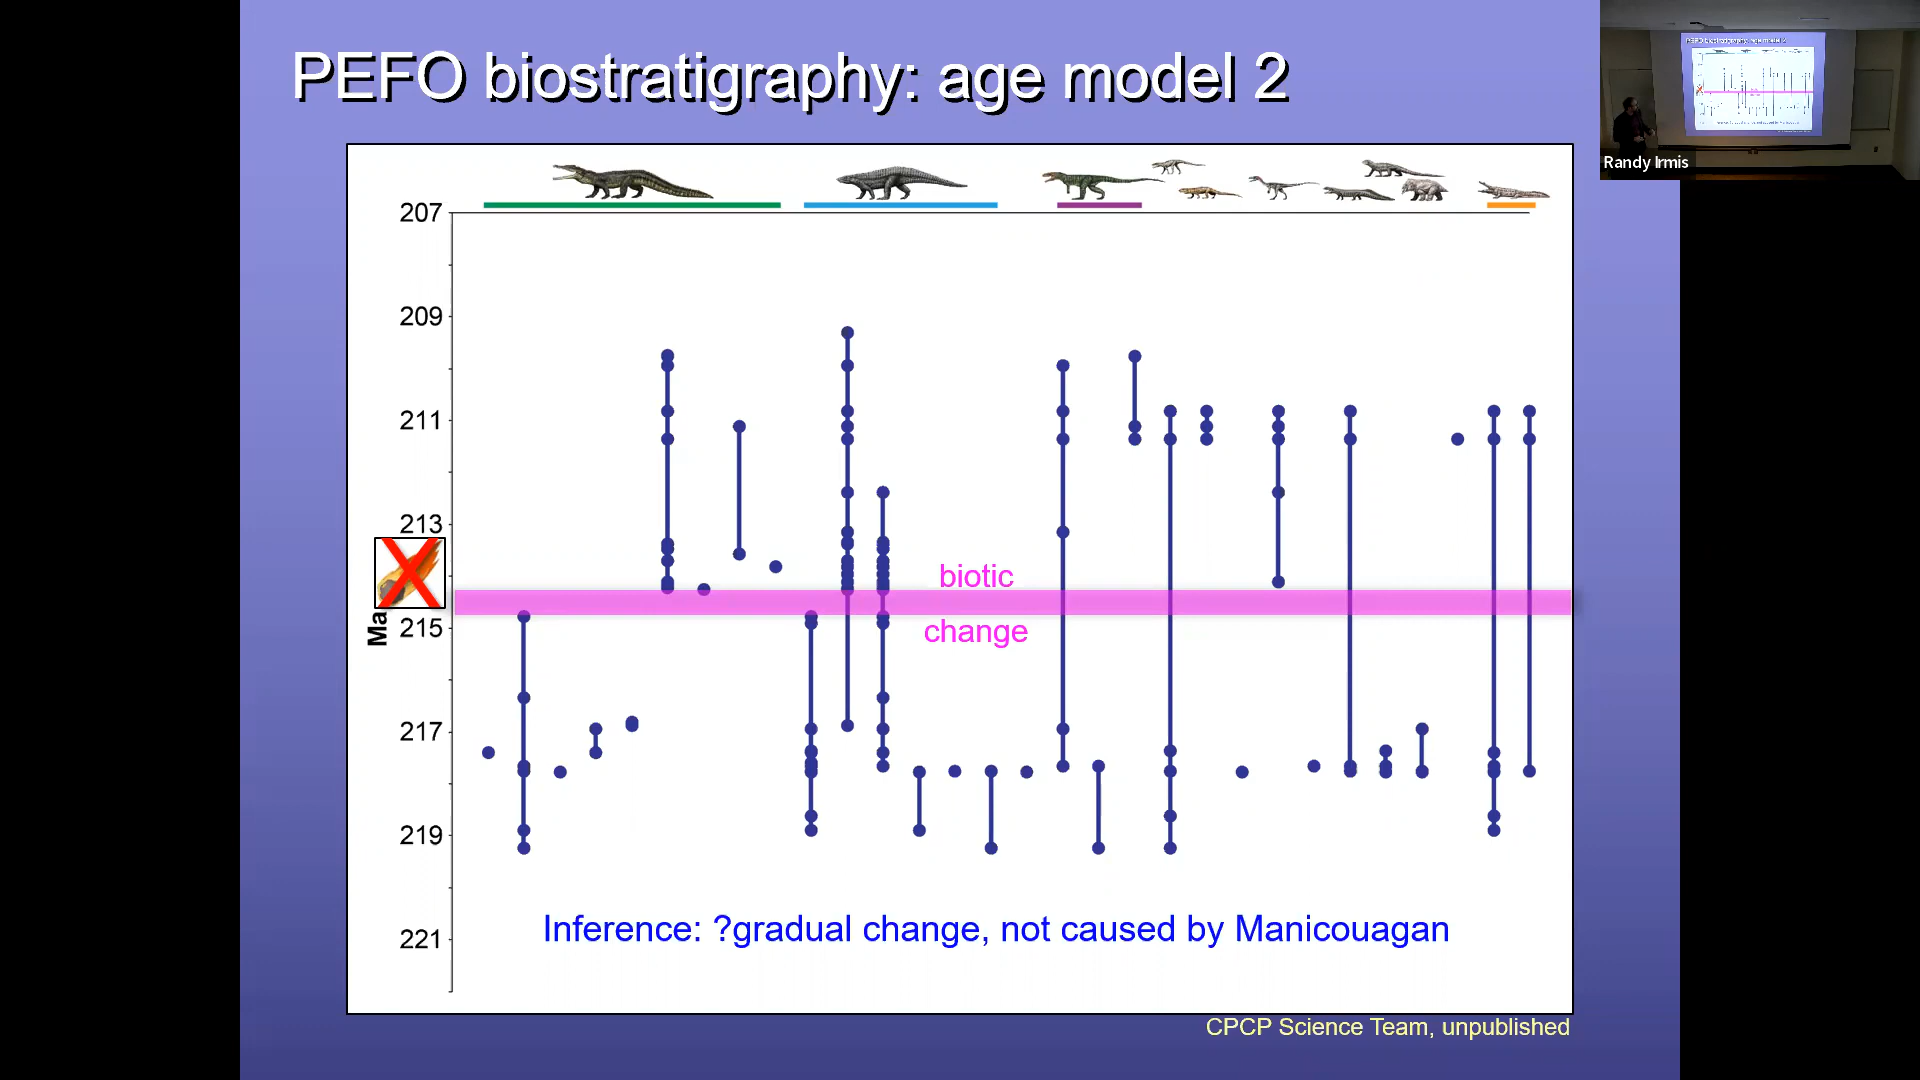 PEFO biostratigraphy: age model 2
Randy Irmis
207
209
211
213
Ma
215
217
219
221
biotic
change
Inference: ?gradual change, not caused by Manicouagan
CPCP Science Team, unpublished